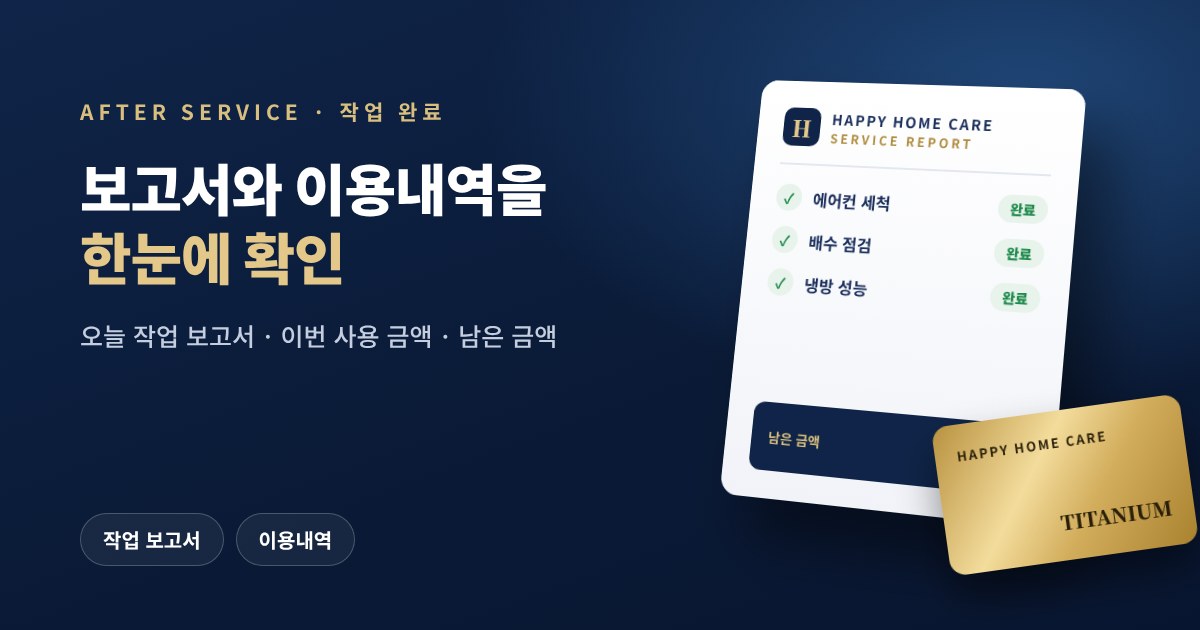 AFTER SERVICE · 작업 완료
보고서와 이용내역을
한눈에 확인
오늘 작업 보고서 · 이번 사용 금액 · 남은 금액
작업 보고서
이용내역
H
HAPPY HOME CARE
SERVICE REPORT
✓ 에어컨 세척 완료
✓ 배수 점검 완료
✓ 냉방 성능 완료
남은 금액
HAPPY HOME CARE
TITANIUM